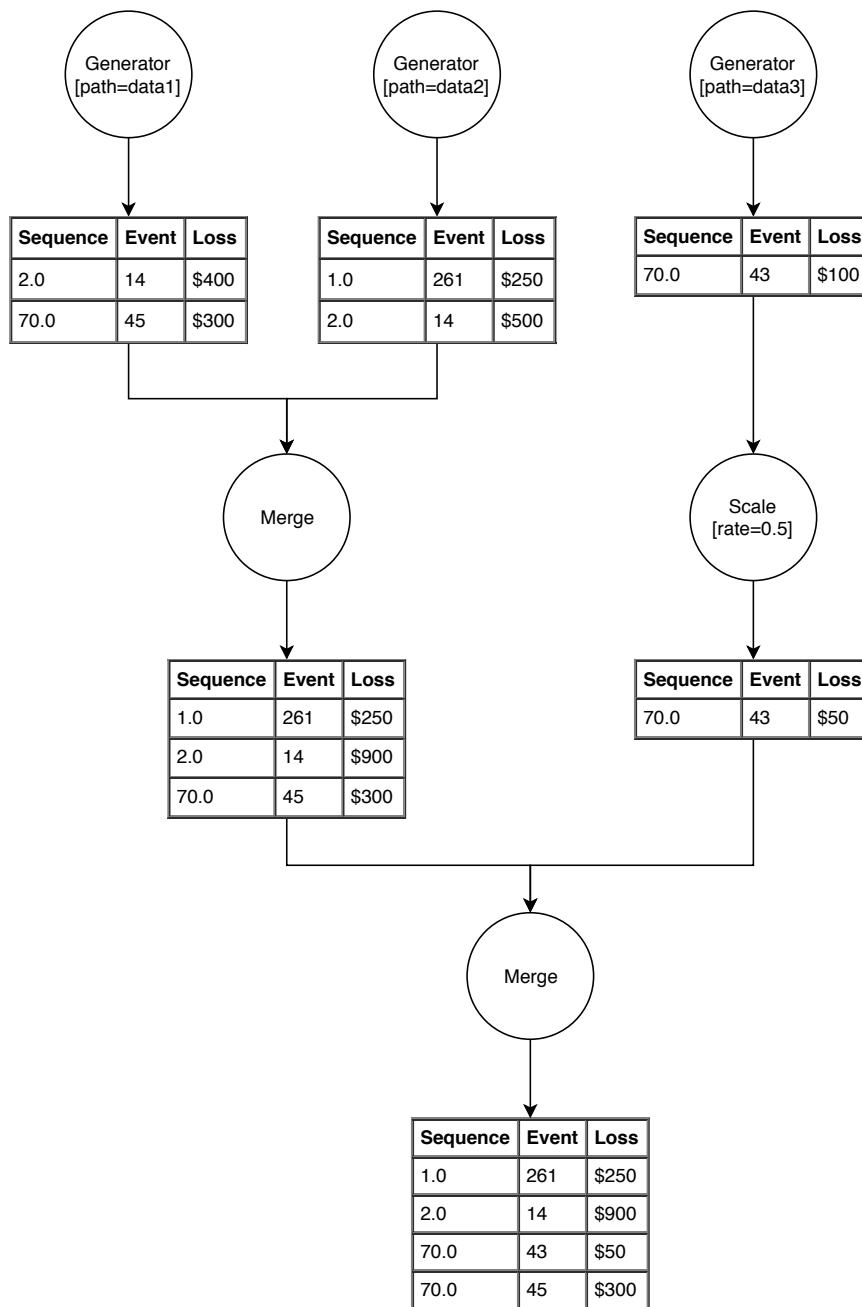 Generator
[path=data1]
Generator
[path=data2]
Generator
[path=data3]
Sequence Event Loss
2.0 14 $400
70.0 45 $300
Sequence Event Loss
1.0 261 $250
2.0 14 $500
Sequence Event Loss
70.0 43 $100
Merge
Scale
[rate=0.5]
Sequence Event Loss
1.0 261 $250
2.0 14 $900
70.0 45 $300
Sequence Event Loss
70.0 43 $50
Merge
Sequence Event Loss
1.0 261 $250
2.0 14 $900
70.0 43 $50
70.0 45 $300